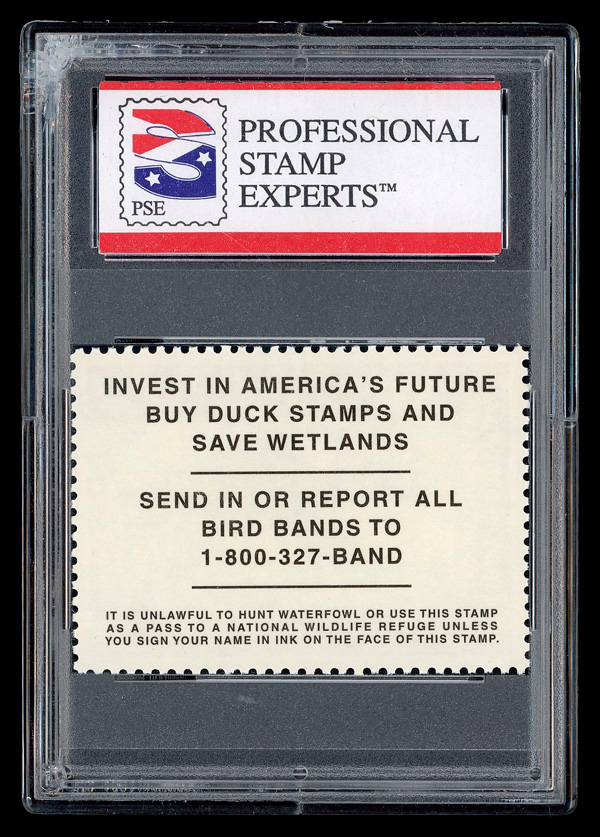 PSE
PROFESSIONAL
STAMP
EXPERTS™
INVEST IN AMERICA'S FUTURE
BUY DUCK STAMPS AND
SAVE WETLANDS
SEND IN OR REPORT ALL
BIRD BANDS TO
1-800-327-BAND
IT IS UNLAWFUL TO HUNT WATERFOWL OR USE THIS STAMP
AS A PASS TO A NATIONAL WILDLIFE REFUGE UNLESS
YOU SIGN YOUR NAME IN INK ON THE FACE OF THIS STAMP.